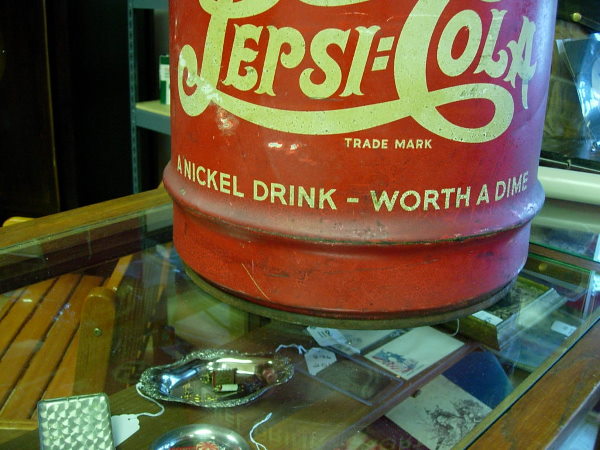 PEPSI=COLA
TRADE MARK
A NICKEL DRINK - WORTH A DIME